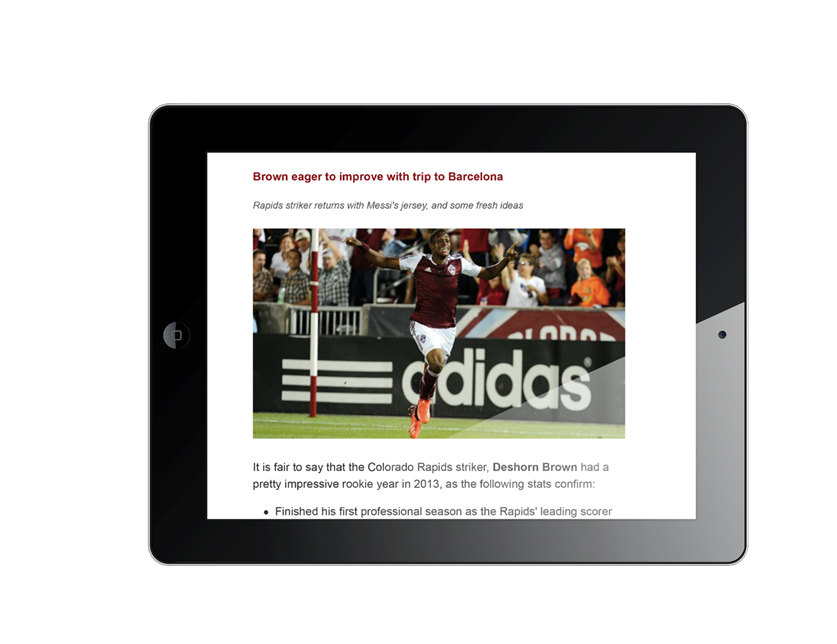 Brown eager to improve with trip to Barcelona
Rapids striker returns with Messi's jersey, and some fresh ideas
adidas®
It is fair to say that the Colorado Rapids striker, Deshorn Brown had a
pretty impressive rookie year in 2013, as the following stats confirm:
• Finished his first professional season as the Rapids' leading scorer